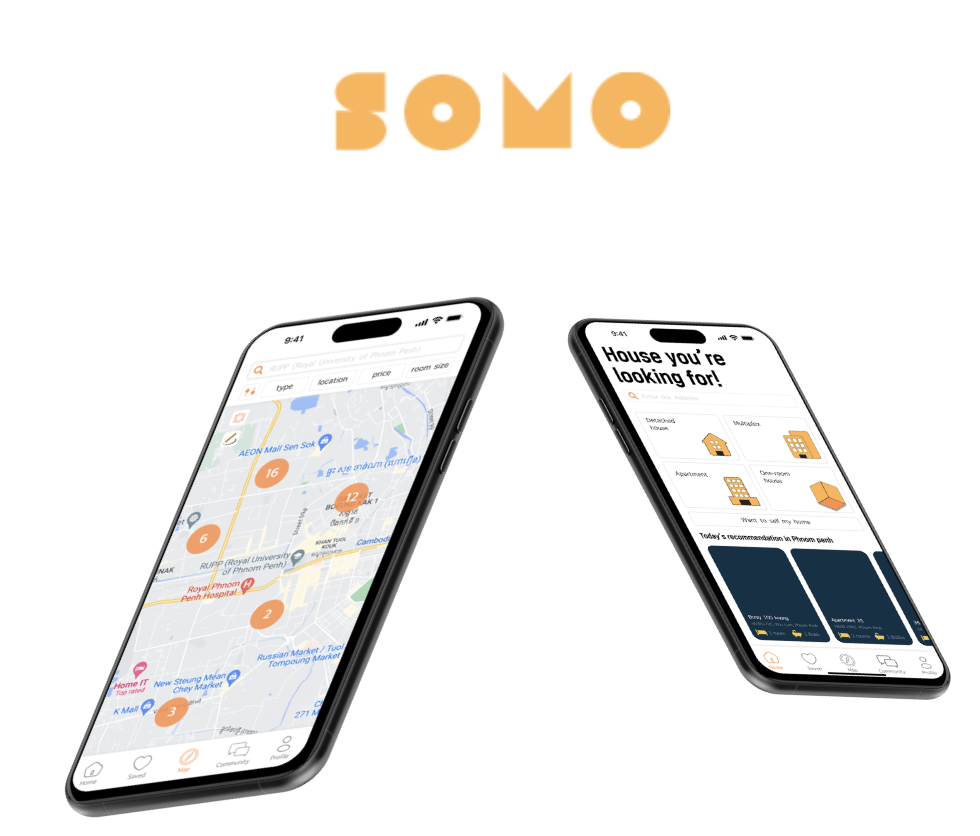 SOMO
9:41
RUPP (Royal University of Phnom Penh)
type
location
price
room size
AEON Mall Sen Sok
16
12
6
KHAN TUOL
KOUK
RUPP (Royal University
of Phnom Penh)
Royal Phnom
Penh Hospital
2
Russian Market / Tuol
Tompoung Market
Home IT
Top rated
New Steung Mean
Chey Market
K Mall
3
271 M
Home
Saved
Map
Community
Profile
9:41
House you're
looking for!
Enter the Address
Detached
house
Multiplex
Apartment
One-room
house
Want to sell my home
Today's recommendation in Phnom penh
Home
Saved
Map
Community
Profile